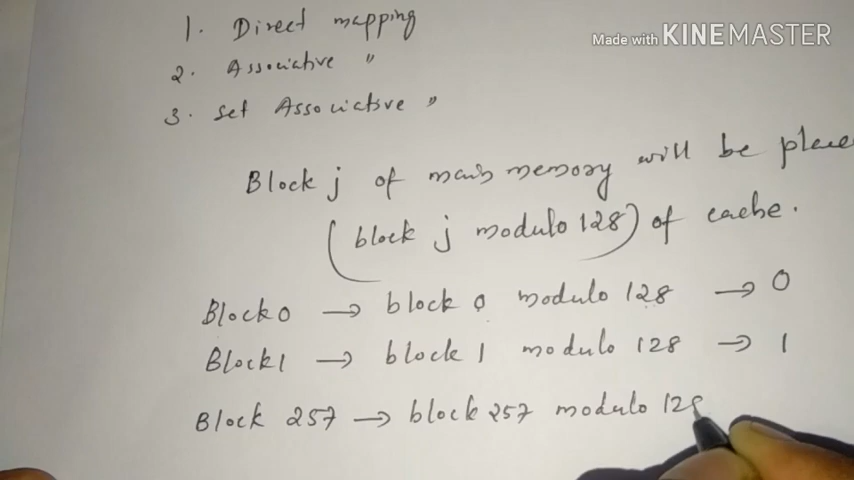 Made with KINEMASTER
1. Direct mapping
2. Associative "
3. Set Associative "
Block j of main memory will be place
(block j modulo 128) of cache.
Block 0 → block 0 modulo 128 → 0
Block 1 → block 1 modulo 128 → 1
Block 257 → block 257 modulo 128